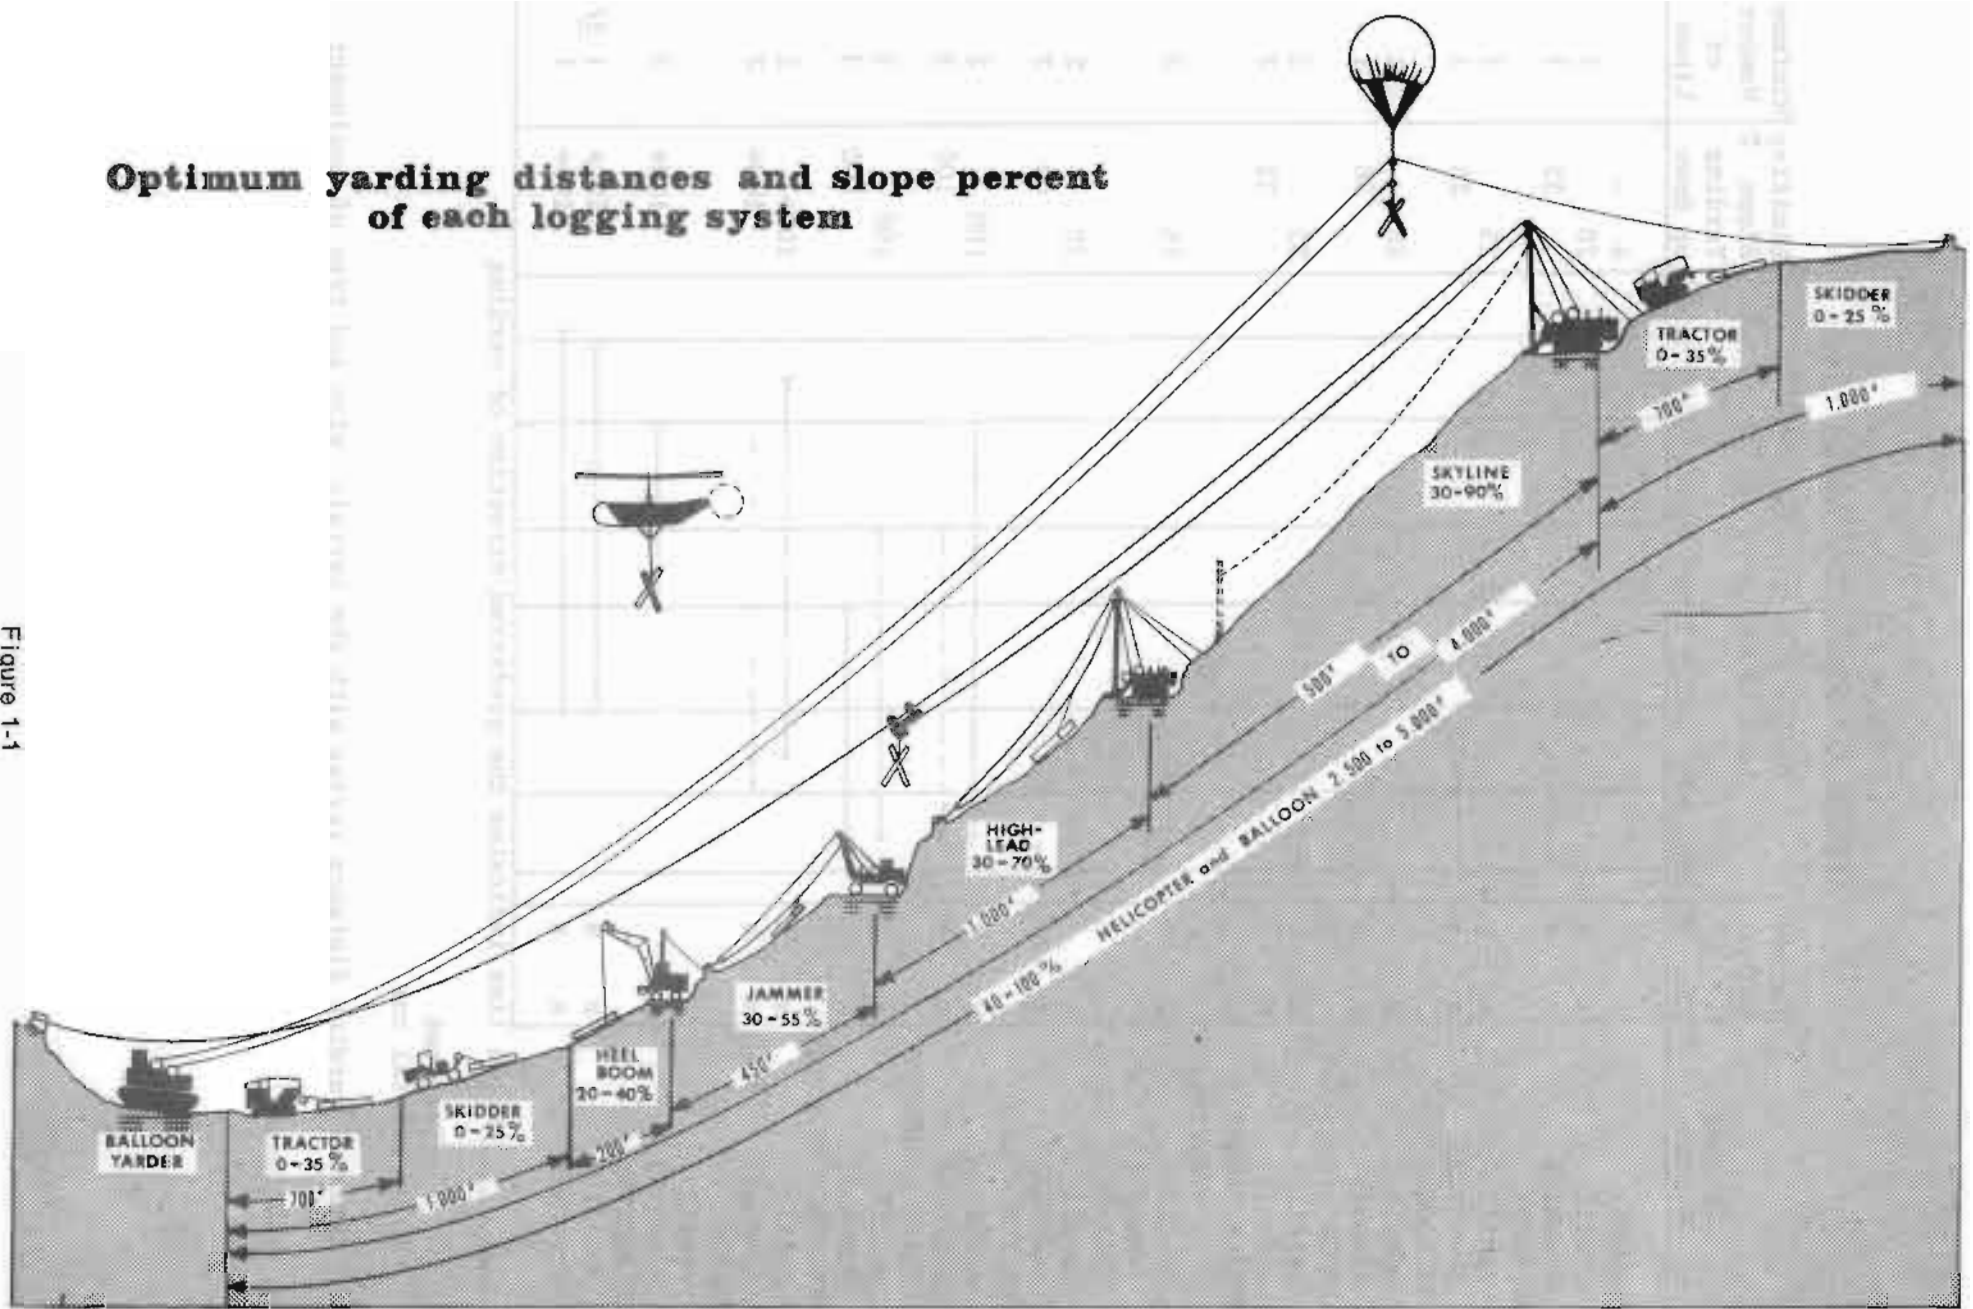 Optimum yarding distances and slope percent
of each logging system
SKIDDER
0-25%
TRACTOR
0-35%
700'
1,000'
SKYLINE
30-90%
500' TO 4,000'
HIGH-
LEAD
30-70%
1,000'
40-100% HELICOPTER and BALLOON 2,500 to 5,000'
JAMMER
30-55%
450'
HEEL
BOOM
20-40%
200'
SKIDDER
0-25%
1,000'
TRACTOR
0-35%
700'
BALLOON
YARDER
Figure 1-1